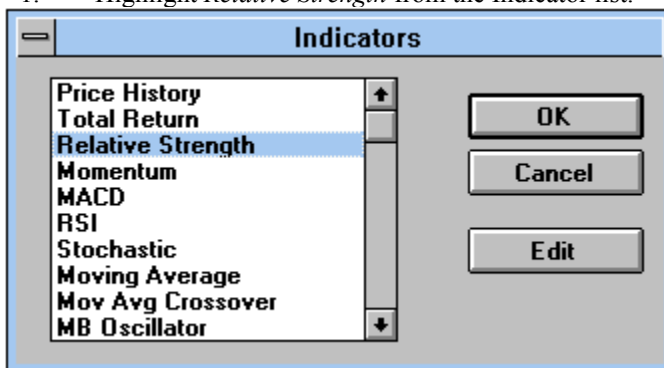 1. Highlight Relative Strength from the Indicator list.
Indicators
Price History
Total Return
Relative Strength
Momentum
MACD
RSI
Stochastic
Moving Average
Mov Avg Crossover
MB Oscillator
OK
Cancel
Edit